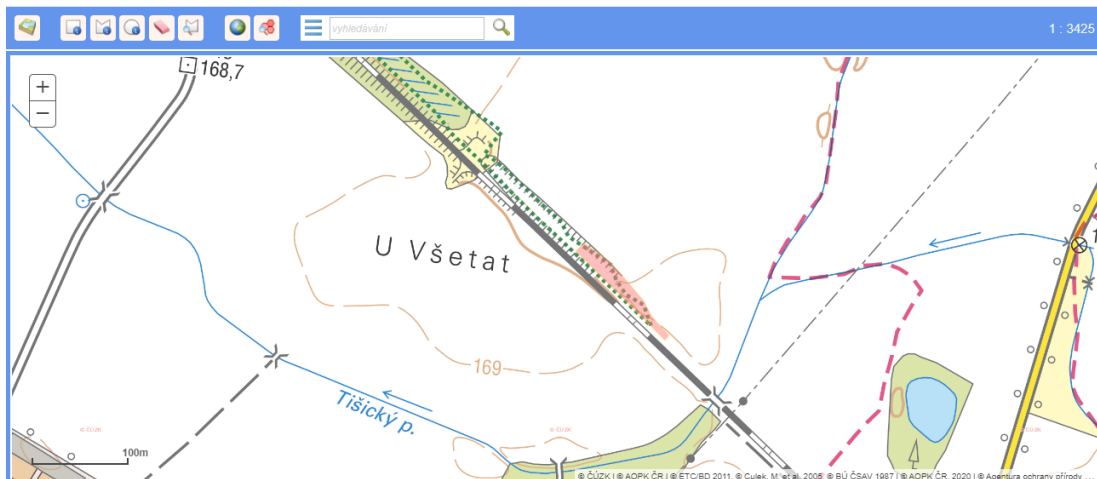 vyhledávání
1 : 3425
168,7
+
−
U Všetat
169
Tišický p.
100m
© ČÚZK
© ČÚZK
© ČÚZK
© ČÚZK | © AOPK ČR | © ETC/BD 2011, © Culek, M. et al. 2005, © BÚ ČSAV 1987 | © AOPK ČR, 2020 | © Agentura ochrany přírody ...